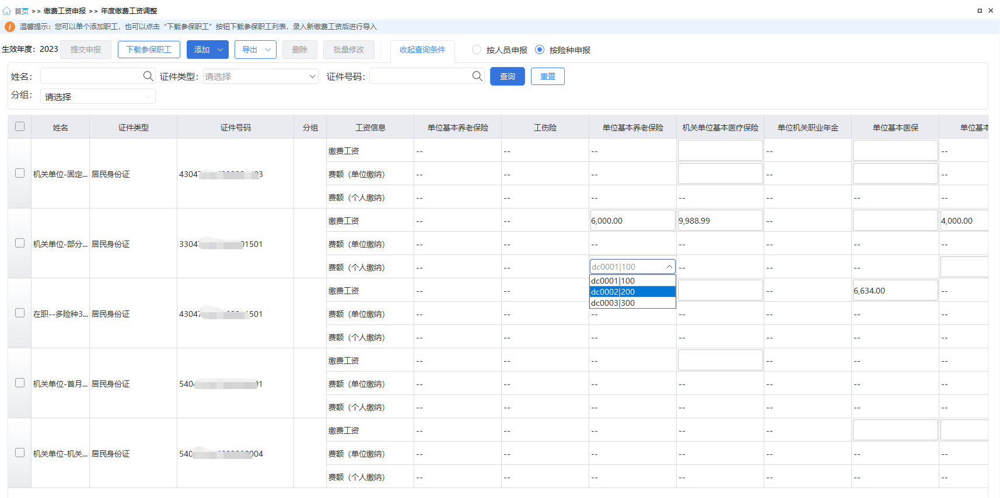 首页 >> 缴费工资申报 >> 年度缴费工资调整
温馨提示：您可以单个添加职工，也可以点击“下载参保职工”按钮下载参保职工列表，录入新缴费工资后进行导入
生效年度：2023 提交申报 下载参保职工 添加 导出 删除 批量修改 收起查询条件 按人员申报 按险种申报
姓名： 证件类型： 请选择 证件号码： 查询 重置
分组： 请选择
姓名 证件类型 证件号码 分组 工资信息 单位基本养老保险 工伤险 单位基本养老保险 机关单位基本医疗保险 单位机关职业年金 单位基本医保 单位基本
缴费工资 -- -- -- -- --
机关单位-固定... 居民身份证 4304 03 费额（单位缴纳） -- -- -- -- --
费额（个人缴纳） -- -- -- -- -- -- --
缴费工资 -- -- 6,000.00 9,988.99 -- 4,000.00
机关单位-部分... 居民身份证 3304 01501 费额（单位缴纳） -- -- -- -- -- -- --
费额（个人缴纳） -- -- dc0001|100 -- -- --
dc0001|100
dc0002|200
dc0003|300
缴费工资 -- -- -- 6,634.00 --
在职--多险种3... 居民身份证 4304 1501 费额（单位缴纳） -- -- -- -- -- -- --
费额（个人缴纳） -- -- -- -- -- -- --
缴费工资 -- -- -- -- -- --
机关单位-首月... 居民身份证 540 1 费额（单位缴纳） -- -- -- -- -- -- --
费额（个人缴纳） -- -- -- -- -- -- --
缴费工资 -- -- -- -- --
机关单位-机关... 居民身份证 540 004 费额（单位缴纳） -- -- -- -- -- -- --
费额（个人缴纳） -- -- -- -- -- -- --